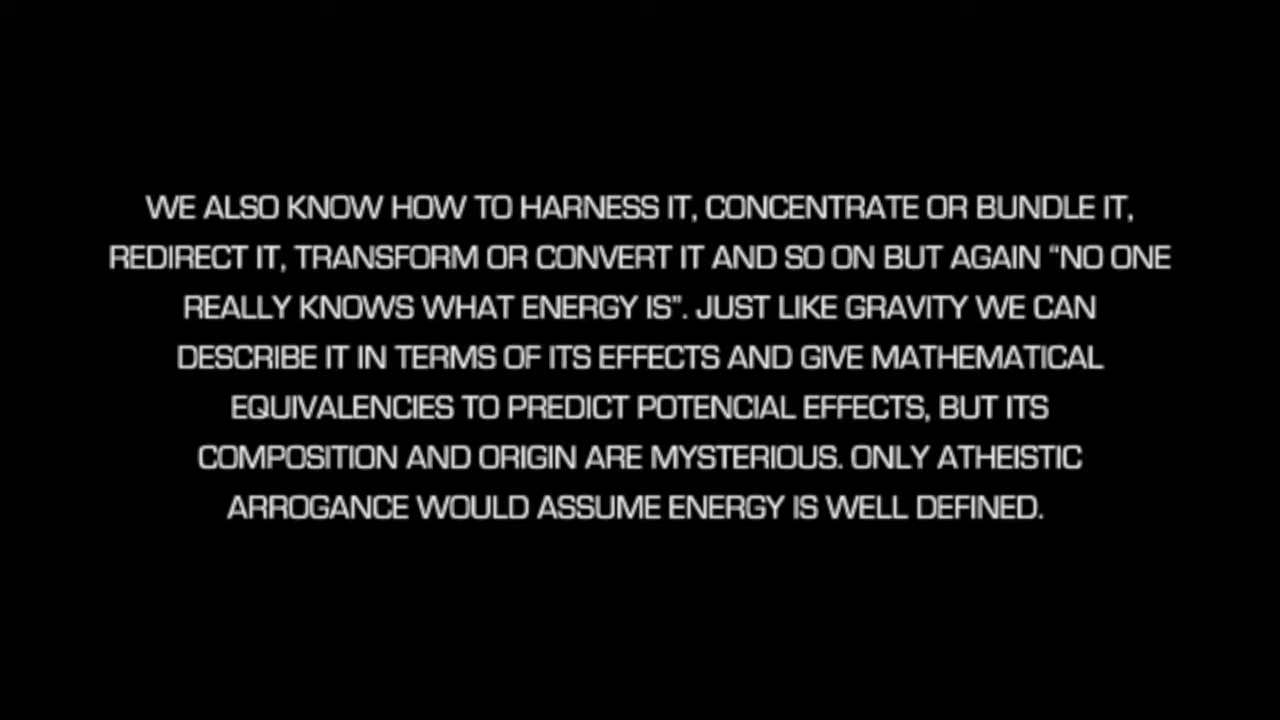 WE ALSO KNOW HOW TO HARNESS IT, CONCENTRATE OR BUNDLE IT,
REDIRECT IT, TRANSFORM OR CONVERT IT AND SO ON BUT AGAIN “NO ONE
REALLY KNOWS WHAT ENERGY IS”. JUST LIKE GRAVITY WE CAN
DESCRIBE IT IN TERMS OF ITS EFFECTS AND GIVE MATHEMATICAL
EQUIVALENCIES TO PREDICT POTENCIAL EFFECTS, BUT ITS
COMPOSITION AND ORIGIN ARE MYSTERIOUS. ONLY ATHEISTIC
ARROGANCE WOULD ASSUME ENERGY IS WELL DEFINED.